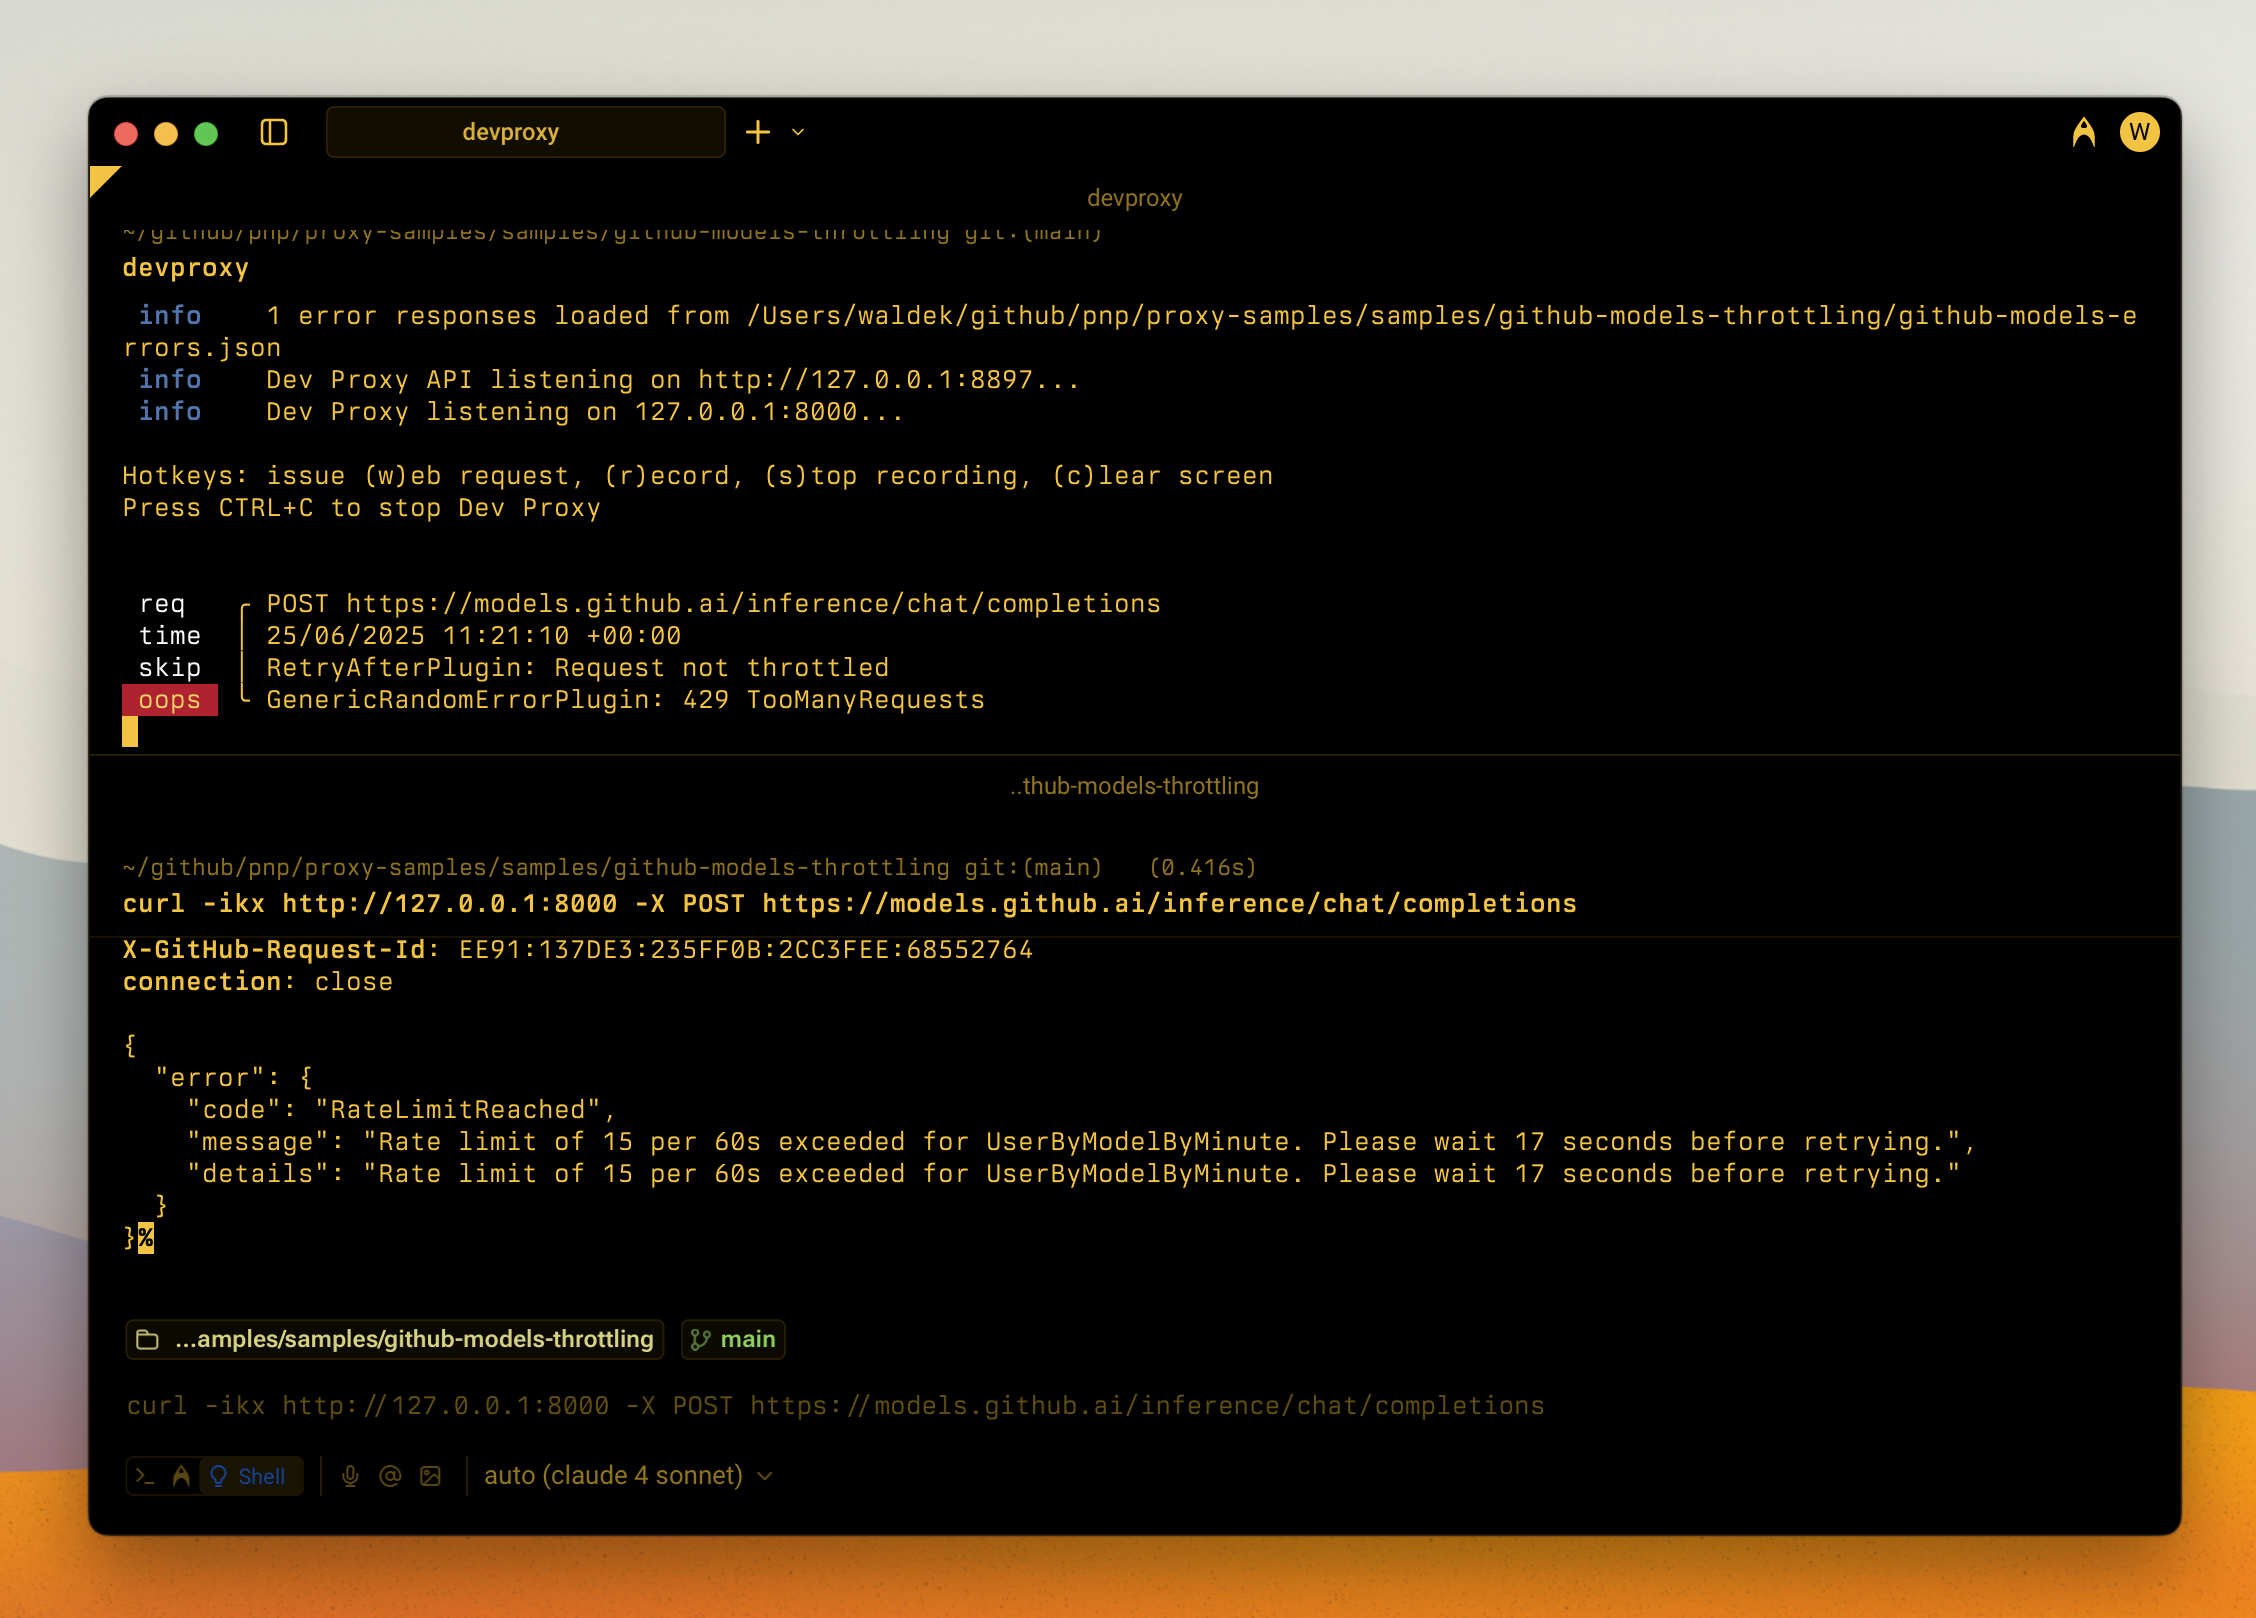 devproxy
W
devproxy
~/github/pnp/proxy-samples/samples/github-models-throttling git:(main)
devproxy
info 1 error responses loaded from /Users/waldek/github/pnp/proxy-samples/samples/github-models-throttling/github-models-e
rrors.json
info Dev Proxy API listening on http://127.0.0.1:8897...
info Dev Proxy listening on 127.0.0.1:8000...
Hotkeys: issue (w)eb request, (r)ecord, (s)top recording, (c)lear screen
Press CTRL+C to stop Dev Proxy
req POST https://models.github.ai/inference/chat/completions
time 25/06/2025 11:21:10 +00:00
skip RetryAfterPlugin: Request not throttled
oops GenericRandomErrorPlugin: 429 TooManyRequests
..thub-models-throttling
~/github/pnp/proxy-samples/samples/github-models-throttling git:(main) (0.416s)
curl -ikx http://127.0.0.1:8000 -X POST https://models.github.ai/inference/chat/completions
X-GitHub-Request-Id: EE91:137DE3:235FF0B:2CC3FEE:68552764
connection: close
{
"error": {
"code": "RateLimitReached",
"message": "Rate limit of 15 per 60s exceeded for UserByModelByMinute. Please wait 17 seconds before retrying.",
"details": "Rate limit of 15 per 60s exceeded for UserByModelByMinute. Please wait 17 seconds before retrying."
}
}%
...amples/samples/github-models-throttling main
curl -ikx http://127.0.0.1:8000 -X POST https://models.github.ai/inference/chat/completions
Shell auto (claude 4 sonnet)